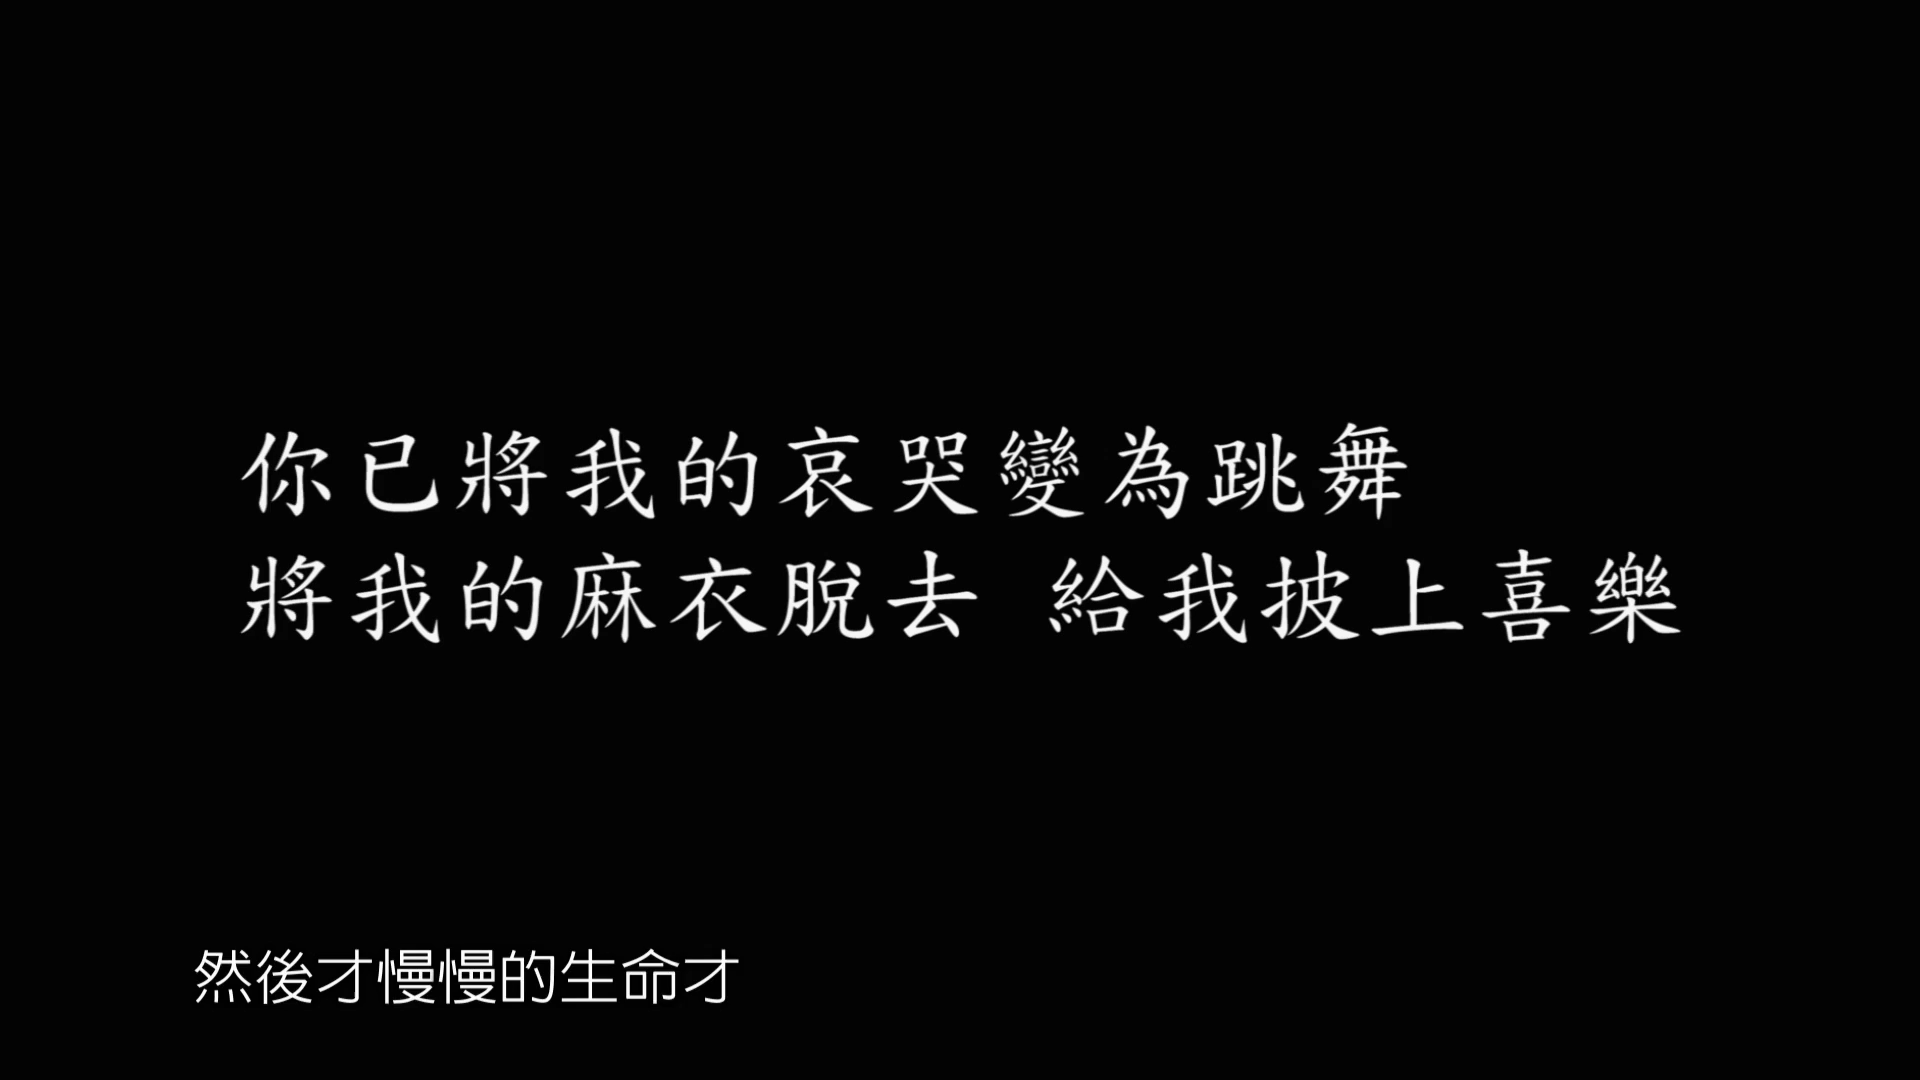 你已將我的哀哭變為跳舞
將我的麻衣脫去 給我披上喜樂
然後才慢慢的生命才